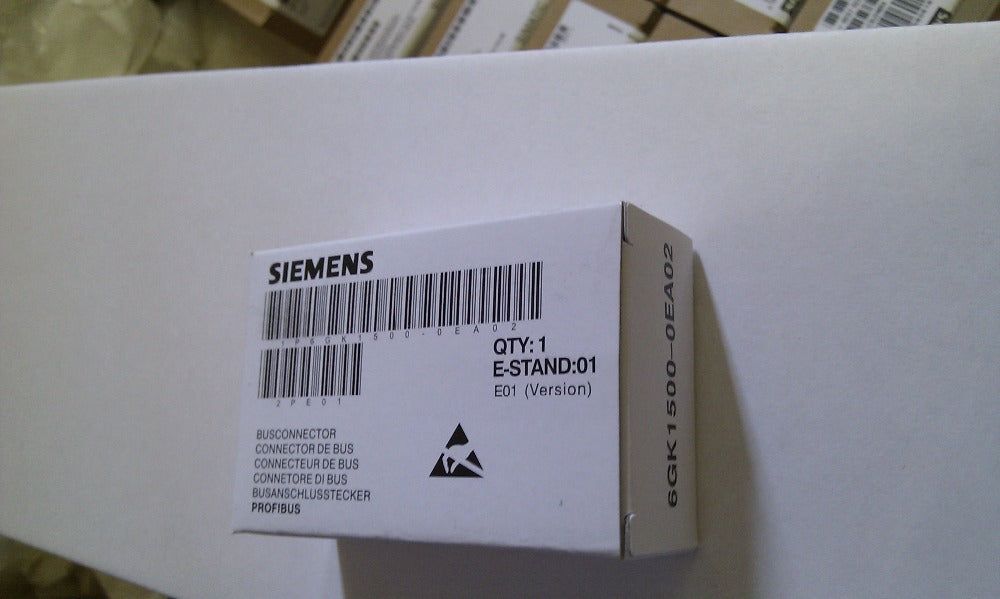 SIEMENS
1P6GK1500-0EA02
2PE01
QTY: 1
E-STAND:01
E01 (Version)
BUSCONNECTOR
CONNECTOR DE BUS
CONNECTEUR DE BUS
CONNETORE DI BUS
BUSANSCHLUSSTECKER
PROFIBUS
6GK1500-0EA02